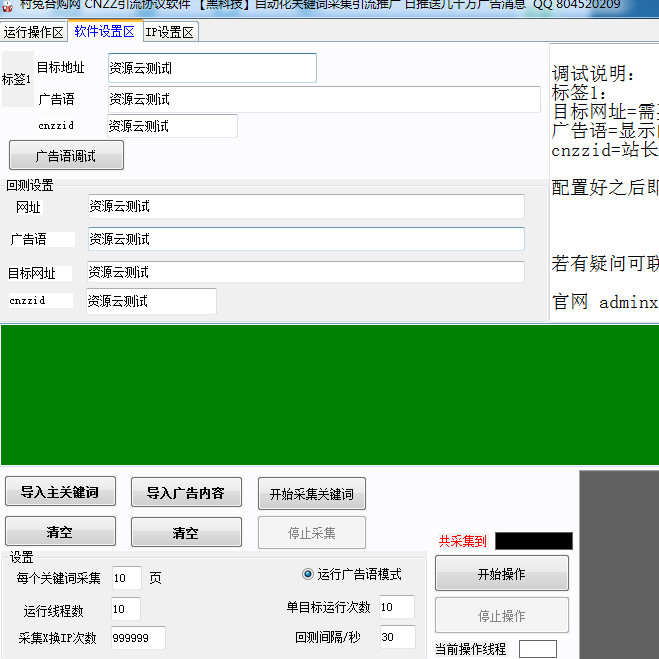 村兔合购网 CNZZ引流协议软件 【黑科技】自动化关键词采集引流推广 日推送几千万广告消息 QQ 804520209
运行操作区 软件设置区 IP设置区
标签1
目标地址 资源云测试
广告语 资源云测试
cnzzid 资源云测试
广告语调试
回测设置
网址 资源云测试
广告语 资源云测试
目标网址 资源云测试
cnzzid 资源云测试
调试说明:
标签1:
目标网址=需
广告语=显示
cnzzid=站长
配置好之后即
若有疑问可联
官网 adminx
导入主关键词 导入广告内容 开始采集关键词
清空 清空 停止采集
共采集到
设置
每个关键词采集 10 页
运行广告语模式
开始操作
运行线程数 10
单目标运行次数 10
停止操作
采集X换IP次数 999999
回测间隔/秒 30
当前操作线程